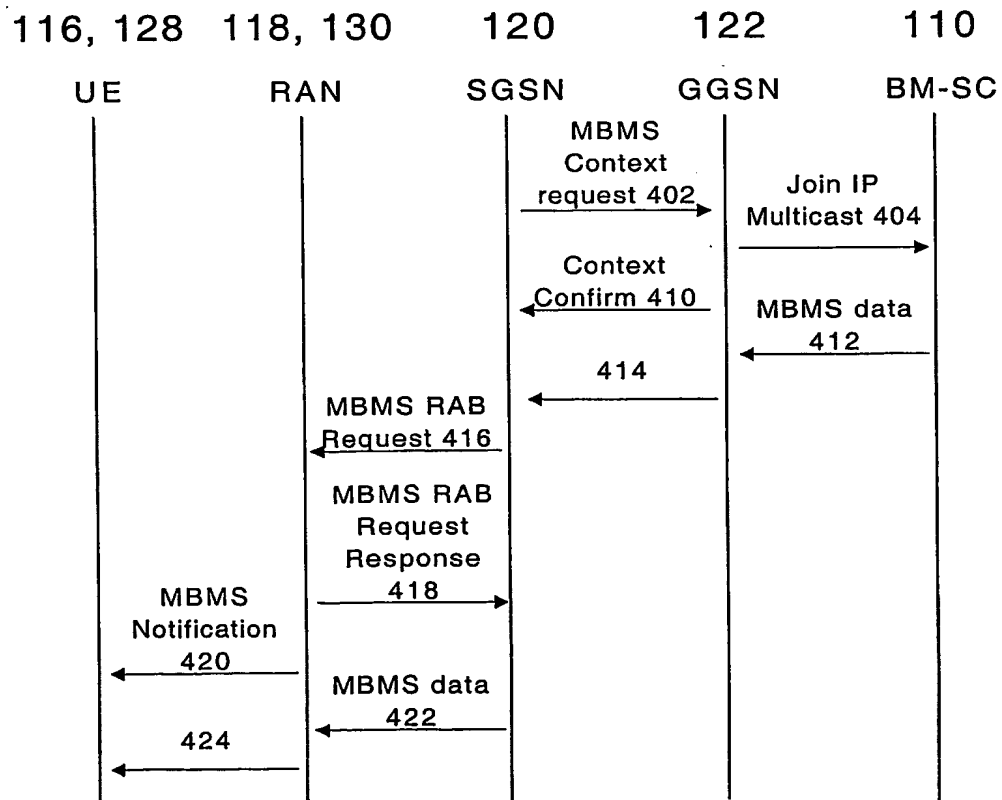 116, 128 118, 130 120 122 110
UE RAN SGSN GGSN BM-SC
MBMS
Context
request 402
Join IP
Multicast 404
Context
Confirm 410
MBMS data
412
414
MBMS RAB
Request 416
MBMS RAB
Request
Response
418
MBMS
Notification
420
MBMS data
422
424